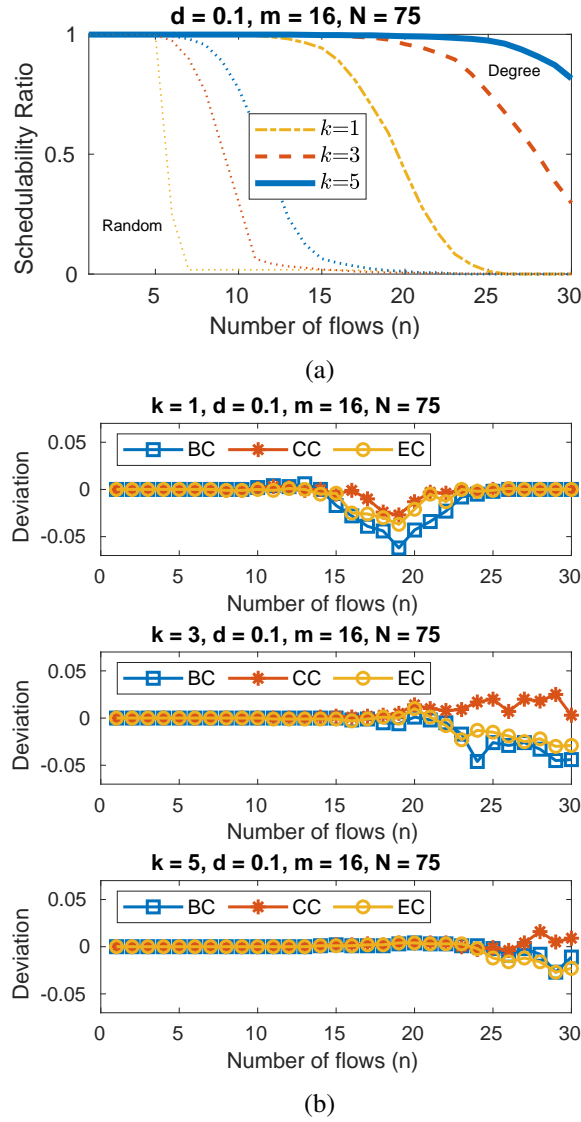 d = 0.1, m = 16, N = 75
1
Degree
k=1
k=3
k=5
0.5
Random
0
Schedulability Ratio
5 10 15 20 25 30
Number of flows (n)
(a)
k = 1, d = 0.1, m = 16, N = 75
0.05
BC CC EC
0
-0.05
Deviation
0 5 10 15 20 25 30
Number of flows (n)
k = 3, d = 0.1, m = 16, N = 75
0.05
BC CC EC
0
-0.05
Deviation
0 5 10 15 20 25 30
Number of flows (n)
k = 5, d = 0.1, m = 16, N = 75
0.05
BC CC EC
0
-0.05
Deviation
0 5 10 15 20 25 30
Number of flows (n)
(b)